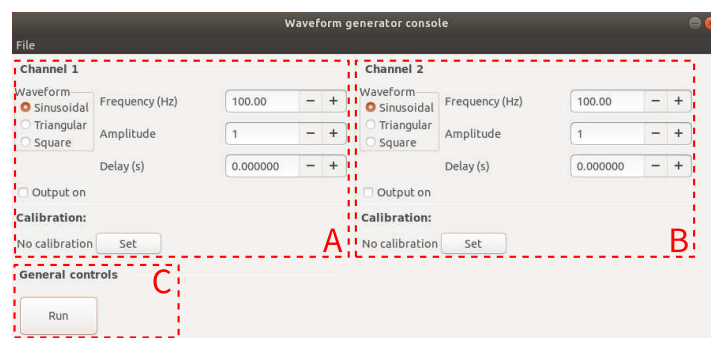 Waveform generator console
File
Channel 1
Waveform
Sinusoidal
Triangular
Square
Frequency (Hz) 100.00 − +
Amplitude 1 − +
Delay (s) 0.000000 − +
Output on
Calibration:
No calibration Set
A
Channel 2
Waveform
Sinusoidal
Triangular
Square
Frequency (Hz) 100.00 − +
Amplitude 1 − +
Delay (s) 0.000000 − +
Output on
Calibration:
No calibration Set
B
General controls
C
Run